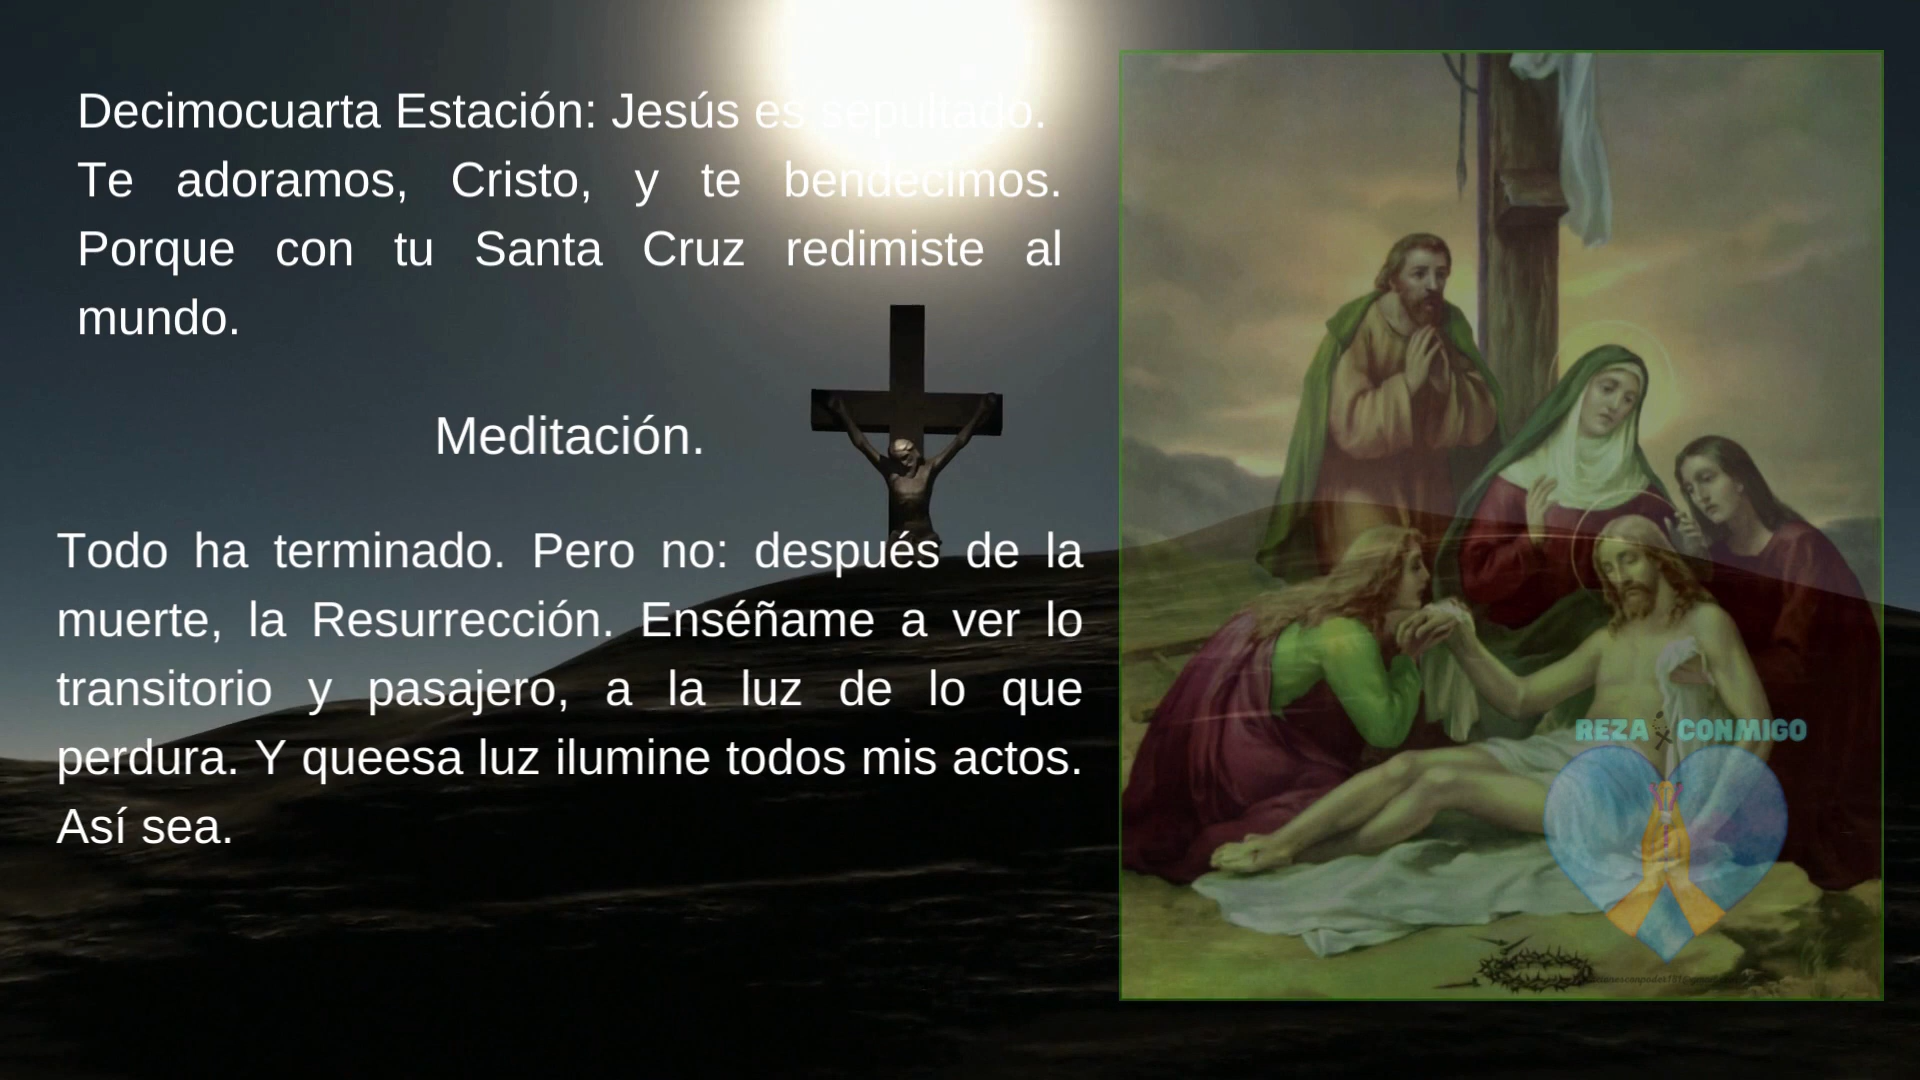 Decimocuarta Estación: Jesús es sepultado.
Te adoramos, Cristo, y te bendecimos.
Porque con tu Santa Cruz redimiste al
mundo.
Meditación.
Todo ha terminado. Pero no: después de la
muerte, la Resurrección. Enséñame a ver lo
transitorio y pasajero, a la luz de lo que
perdura. Y queesa luz ilumine todos mis actos.
Así sea.
REZA CONMIGO